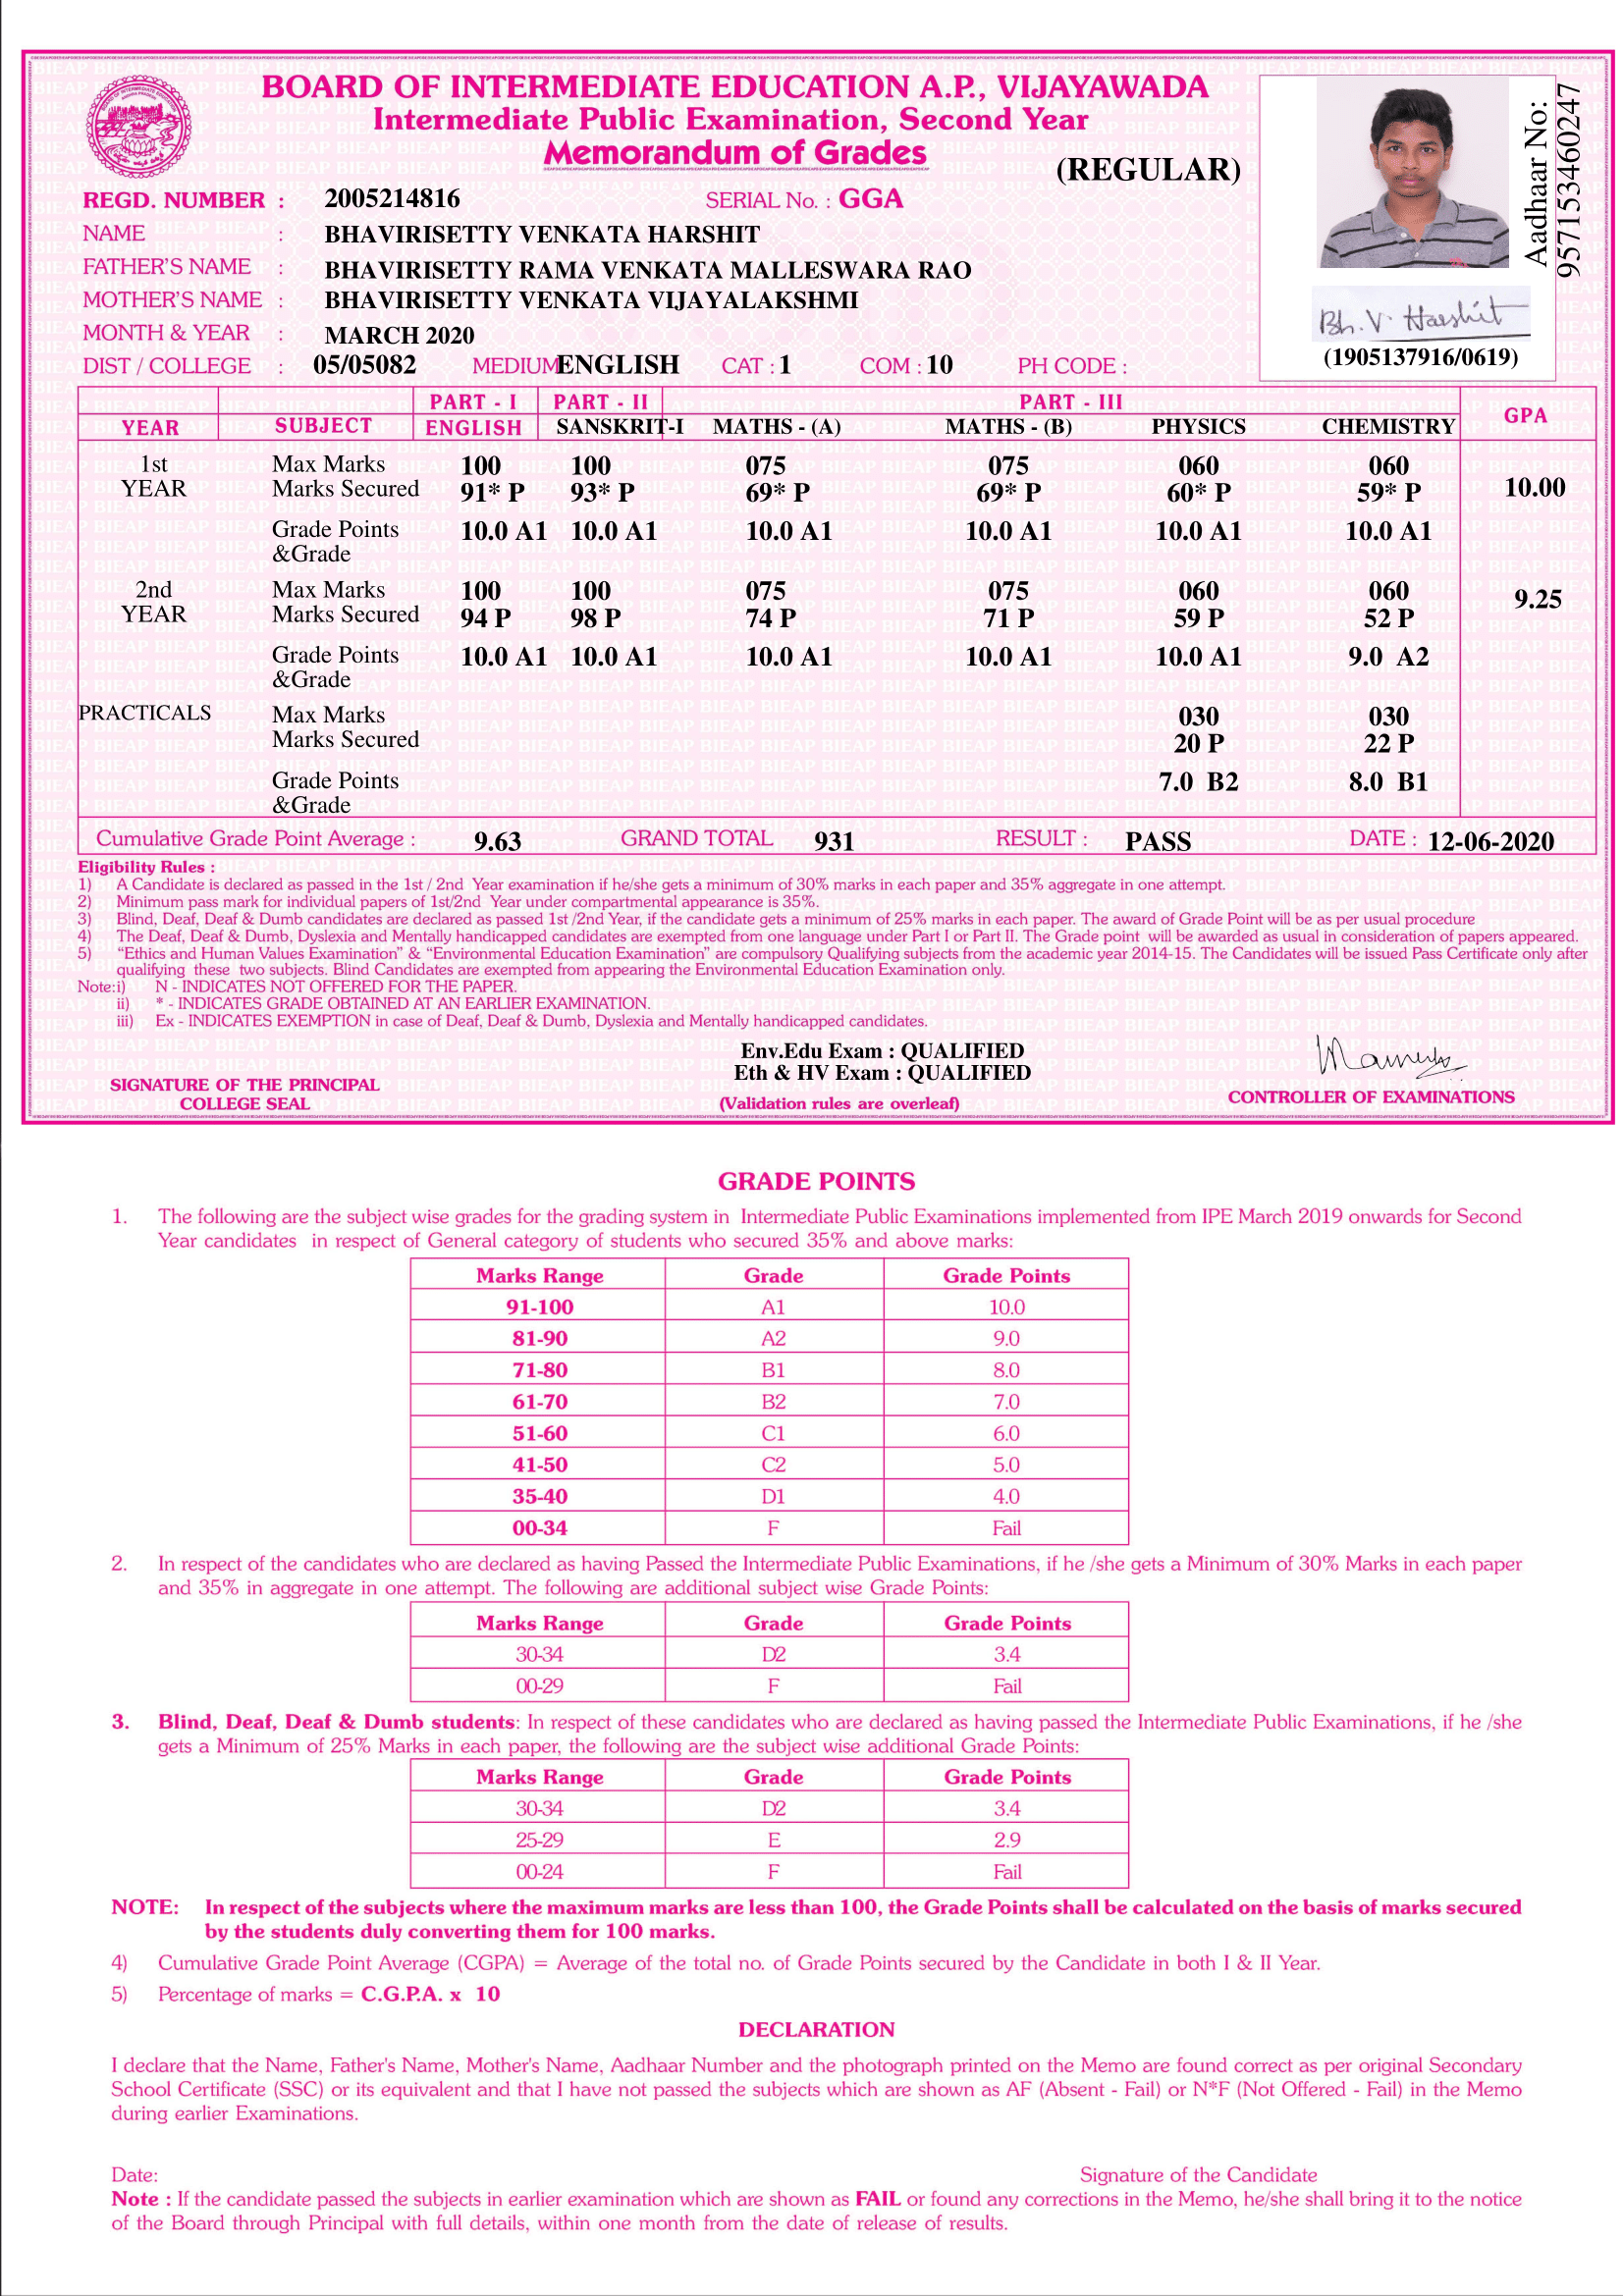 BOARD OF INTERMEDIATE EDUCATION A.P., VIJAYAWADA
Intermediate Public Examination, Second Year
Memorandum of Grades
(REGULAR)
Aadhaar No:
957153460247
REGD. NUMBER : 2005214816 SERIAL No. : GGA
NAME : BHAVIRISETTY VENKATA HARSHIT
FATHER'S NAME : BHAVIRISETTY RAMA VENKATA MALLESWARA RAO
MOTHER'S NAME : BHAVIRISETTY VENKATA VIJAYALAKSHMI
Bh. V. Harshit
MONTH & YEAR : MARCH 2020
(1905137916/0619)
DIST / COLLEGE : 05/05082 MEDIUM ENGLISH CAT : 1 COM : 10 PH CODE :
PART - I PART - II PART - III GPA
YEAR SUBJECT ENGLISH SANSKRIT-I MATHS - (A) MATHS - (B) PHYSICS CHEMISTRY
1st Max Marks 100 100 075 075 060 060
YEAR Marks Secured 91* P 93* P 69* P 69* P 60* P 59* P 10.00
Grade Points 10.0 A1 10.0 A1 10.0 A1 10.0 A1 10.0 A1 10.0 A1
&Grade
2nd Max Marks 100 100 075 075 060 060 9.25
YEAR Marks Secured 94 P 98 P 74 P 71 P 59 P 52 P
Grade Points 10.0 A1 10.0 A1 10.0 A1 10.0 A1 10.0 A1 9.0 A2
&Grade
PRACTICALS Max Marks 030 030
Marks Secured 20 P 22 P
Grade Points 7.0 B2 8.0 B1
&Grade
Cumulative Grade Point Average : 9.63 GRAND TOTAL 931 RESULT : PASS DATE : 12-06-2020
Eligibility Rules :
1) A Candidate is declared as passed in the 1st / 2nd Year examination if he/she gets a minimum of 30% marks in each paper and 35% aggregate in one attempt.
2) Minimum pass mark for individual papers of 1st/2nd Year under compartmental appearance is 35%.
3) Blind, Deaf, Deaf & Dumb candidates are declared as passed 1st /2nd Year, if the candidate gets a minimum of 25% marks in each paper. The award of Grade Point will be as per usual procedure
4) The Deaf, Deaf & Dumb, Dyslexia and Mentally handicapped candidates are exempted from one language under Part I or Part II. The Grade point will be awarded as usual in consideration of papers appeared.
5) "Ethics and Human Values Examination" & "Environmental Education Examination" are compulsory Qualifying subjects from the academic year 2014-15. The Candidates will be issued Pass Certificate only after
qualifying these two subjects. Blind Candidates are exempted from appearing the Environmental Education Examination only.
Note:i) N - INDICATES NOT OFFERED FOR THE PAPER.
ii) * - INDICATES GRADE OBTAINED AT AN EARLIER EXAMINATION.
iii) Ex - INDICATES EXEMPTION in case of Deaf, Deaf & Dumb, Dyslexia and Mentally handicapped candidates.
Env.Edu Exam : QUALIFIED
Eth & HV Exam : QUALIFIED
SIGNATURE OF THE PRINCIPAL
COLLEGE SEAL
(Validation rules are overleaf)
CONTROLLER OF EXAMINATIONS
GRADE POINTS
1. The following are the subject wise grades for the grading system in Intermediate Public Examinations implemented from IPE March 2019 onwards for Second
Year candidates in respect of General category of students who secured 35% and above marks:
Marks Range Grade Grade Points
91-100 A1 10.0
81-90 A2 9.0
71-80 B1 8.0
61-70 B2 7.0
51-60 C1 6.0
41-50 C2 5.0
35-40 D1 4.0
00-34 F Fail
2. In respect of the candidates who are declared as having Passed the Intermediate Public Examinations, if he /she gets a Minimum of 30% Marks in each paper
and 35% in aggregate in one attempt. The following are additional subject wise Grade Points:
Marks Range Grade Grade Points
30-34 D2 3.4
00-29 F Fail
3. Blind, Deaf, Deaf & Dumb students: In respect of these candidates who are declared as having passed the Intermediate Public Examinations, if he /she
gets a Minimum of 25% Marks in each paper, the following are the subject wise additional Grade Points:
Marks Range Grade Grade Points
30-34 D2 3.4
25-29 E 2.9
00-24 F Fail
NOTE: In respect of the subjects where the maximum marks are less than 100, the Grade Points shall be calculated on the basis of marks secured
by the students duly converting them for 100 marks.
4) Cumulative Grade Point Average (CGPA) = Average of the total no. of Grade Points secured by the Candidate in both I & II Year.
5) Percentage of marks = C.G.P.A. x 10
DECLARATION
I declare that the Name, Father's Name, Mother's Name, Aadhaar Number and the photograph printed on the Memo are found correct as per original Secondary
School Certificate (SSC) or its equivalent and that I have not passed the subjects which are shown as AF (Absent - Fail) or N*F (Not Offered - Fail) in the Memo
during earlier Examinations.
Date: Signature of the Candidate
Note : If the candidate passed the subjects in earlier examination which are shown as FAIL or found any corrections in the Memo, he/she shall bring it to the notice
of the Board through Principal with full details, within one month from the date of release of results.